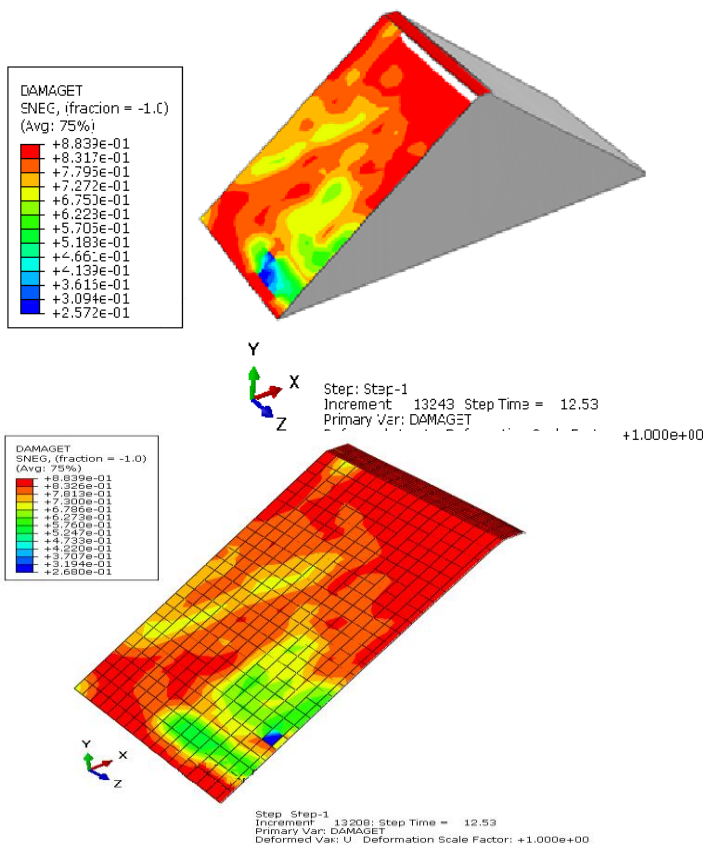 DAMAGET
SNEG, (fraction = -1.0)
(Avg: 75%)
+8.839e-01
+8.317e-01
+7.795e-01
+7.272e-01
+6.750e-01
+6.228e-01
+5.705e-01
+5.183e-01
+4.661e-01
+4.139e-01
+3.616e-01
+3.094e-01
+2.572e-01
Y
X
Z
Step: Step-1
Increment 13243 Step Time = 12.53
Primary Var: DAMAGET
+1.000e+00
DAMAGET
SNEG, (fraction = -1.0)
(Avg: 75%)
+8.839e-01
+8.326e-01
+7.813e-01
+7.300e-01
+6.786e-01
+6.273e-01
+5.760e-01
+5.247e-01
+4.733e-01
+4.220e-01
+3.707e-01
+3.194e-01
+2.680e-01
Y
X
Z
Step Step-1
Increment 13208: Step Time = 12.53
Primary Var: DAMAGET
Deformed Var: U Deformation Scale Factor: +1.000e+00